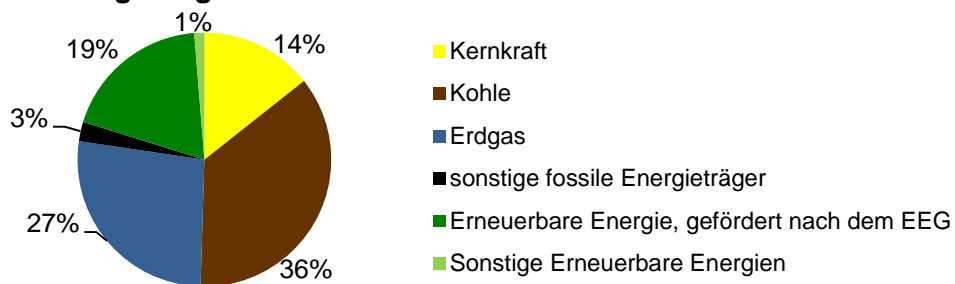 1%
19%
14%
3%
27%
36%
Kernkraft
Kohle
Erdgas
sonstige fossile Energieträger
Erneuerbare Energie, gefördert nach dem EEG
Sonstige Erneuerbare Energien